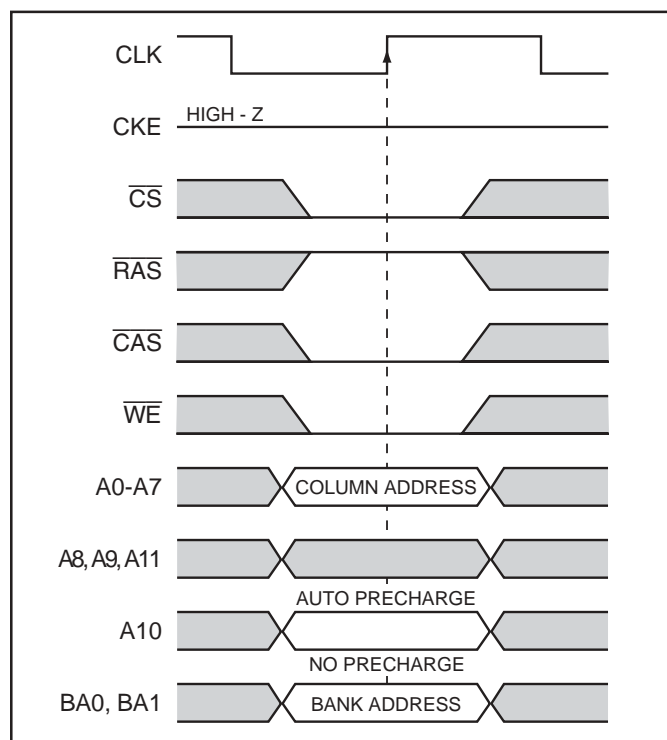 CLK
CKE HIGH - Z
CS
RAS
CAS
WE
A0-A7 COLUMN ADDRESS
A8, A9, A11
AUTO PRECHARGE
A10
NO PRECHARGE
BA0, BA1 BANK ADDRESS